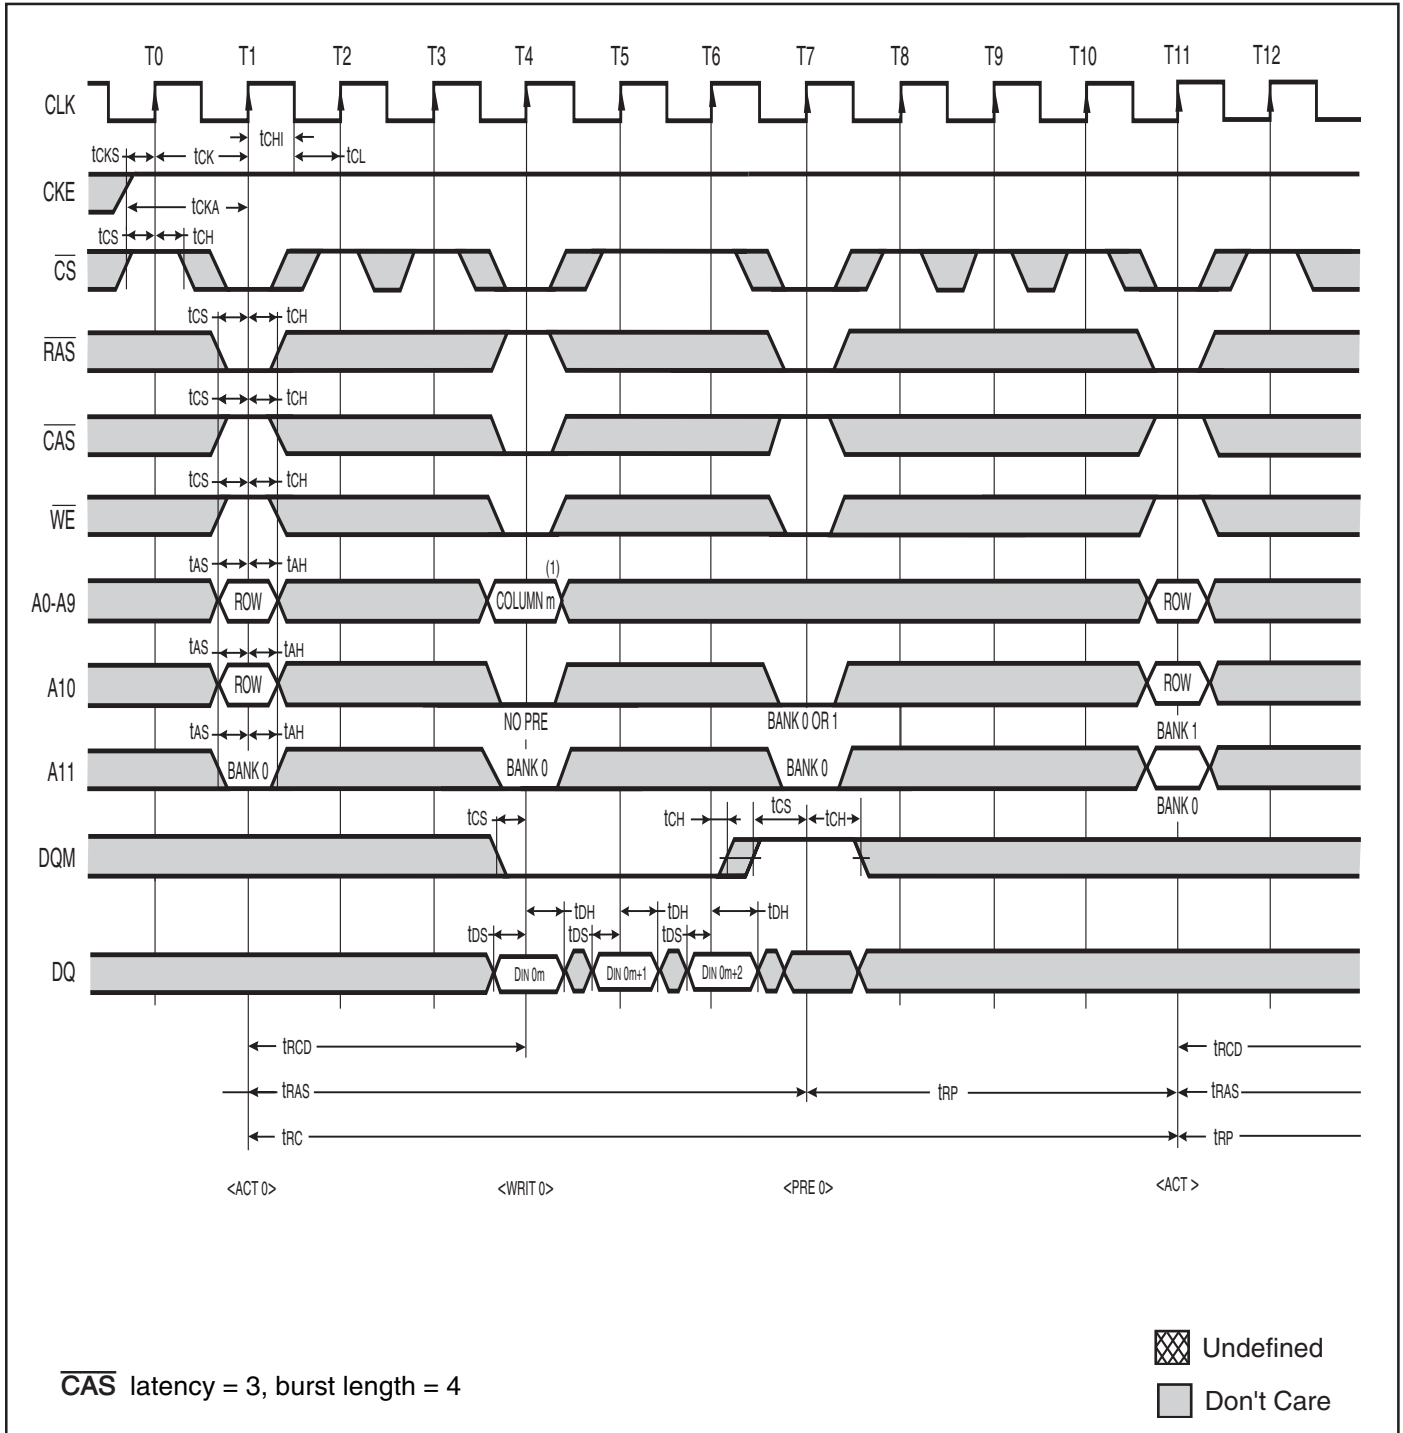 T0 T1 T2 T3 T4 T5 T6 T7 T8 T9 T10 T11 T12
CLK
tCHI
tCKS tCK tCL
CKE
tCKA
tCS tCH
CS
tCS tCH
RAS
tCS tCH
CAS
tCS tCH
WE
tAS tAH (1)
A0-A9 ROW COLUMN m ROW
tAS tAH
A10 ROW ROW
NO PRE BANK 0 OR 1
tAS tAH BANK 1
A11 BANK 0 BANK 0 BANK 0
BANK 0
tCS tCH tCS tCH
DQM
tDH tDH tDH
tDS tDS tDS
DQ DIN 0m DIN 0m+1 DIN 0m+2
tRCD tRCD
tRAS tRP tRAS
tRC tRP
<ACT 0> <WRIT 0> <PRE 0> <ACT >
Undefined
CAS latency = 3, burst length = 4
Don't Care